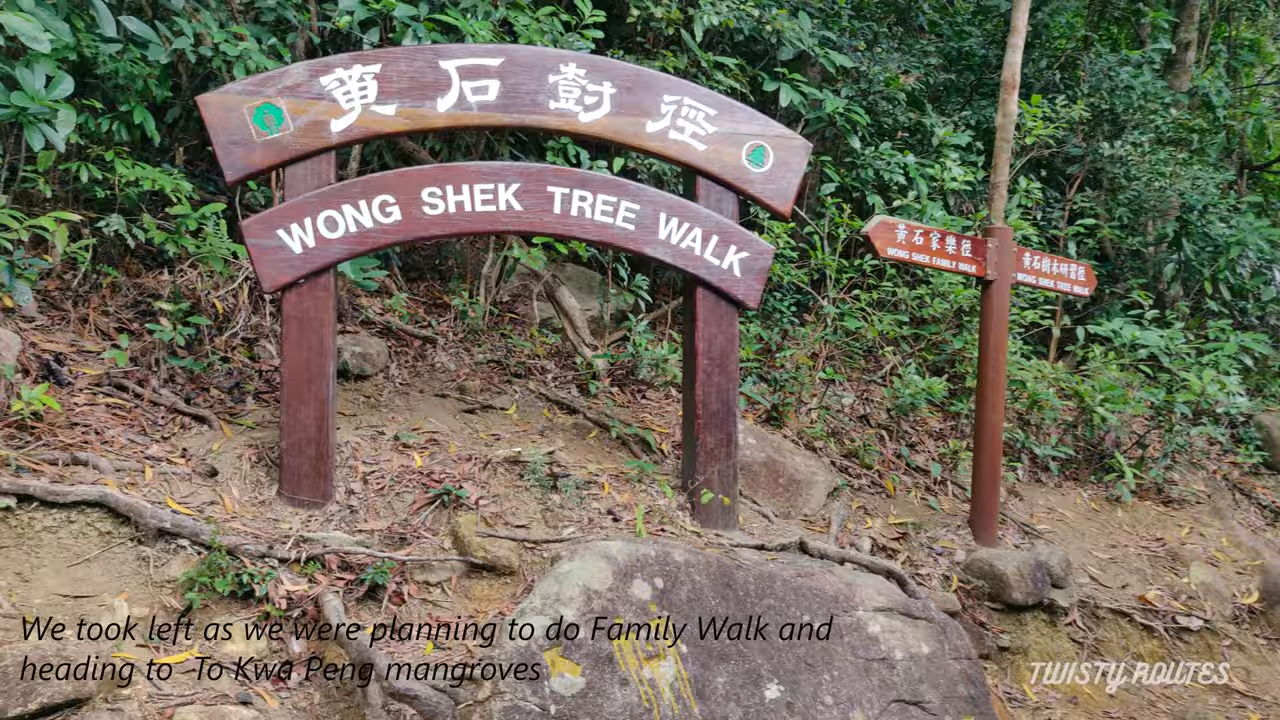 黃石樹徑
WONG SHEK TREE WALK
黃石家樂徑
WONG SHEK FAMILY WALK
黃石樹木研習徑
WONG SHEK TREE WALK
We took left as we were planning to do Family Walk and
heading to To Kwa Peng mangroves
TWISTY ROUTES